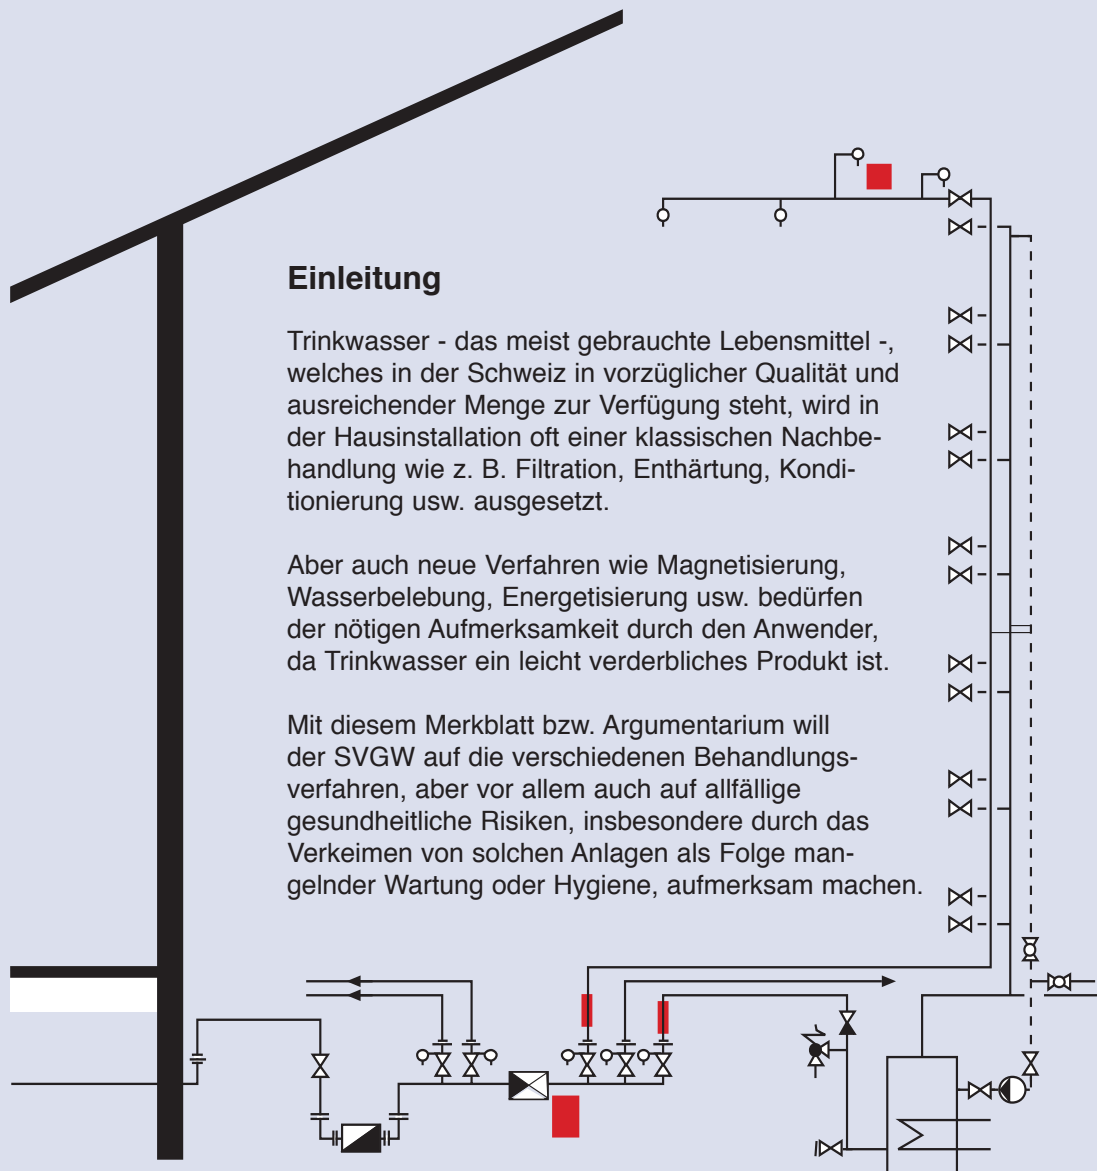 Einleitung
Trinkwasser - das meist gebrauchte Lebensmittel -,
welches in der Schweiz in vorzüglicher Qualität und
ausreichender Menge zur Verfügung steht, wird in
der Hausinstallation oft einer klassischen Nachbe-
handlung wie z. B. Filtration, Enthärtung, Kondi-
tionierung usw. ausgesetzt.
Aber auch neue Verfahren wie Magnetisierung,
Wasserbelebung, Energetisierung usw. bedürfen
der nötigen Aufmerksamkeit durch den Anwender,
da Trinkwasser ein leicht verderbliches Produkt ist.
Mit diesem Merkblatt bzw. Argumentarium will
der SVGW auf die verschiedenen Behandlungs-
verfahren, aber vor allem auch auf allfällige
gesundheitliche Risiken, insbesondere durch das
Verkeimen von solchen Anlagen als Folge man-
gelnder Wartung oder Hygiene, aufmerksam machen.